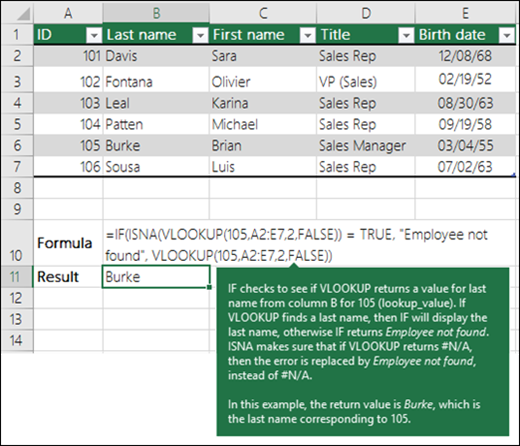 A B C D E
1 ID Last name First name Title Birth date
2 101 Davis Sara Sales Rep 12/08/68
3 102 Fontana Olivier VP (Sales) 02/19/52
4 103 Leal Karina Sales Rep 08/30/63
5 104 Patten Michael Sales Rep 09/19/58
6 105 Burke Brian Sales Manager 03/04/55
7 106 Sousa Luis Sales Rep 07/02/63
8
9
=IF(ISNA(VLOOKUP(105,A2:E7,2,FALSE)) = TRUE, "Employee not
10 Formula found", VLOOKUP(105,A2:E7,2,FALSE))
11 Result Burke
12
13
14
IF checks to see if VLOOKUP returns a value for last
name from column B for 105 (lookup_value). If
VLOOKUP finds a last name, then IF will display the
last name, otherwise IF returns Employee not found.
ISNA makes sure that if VLOOKUP returns #N/A,
then the error is replaced by Employee not found,
instead of #N/A.
In this example, the return value is Burke, which is
the last name corresponding to 105.